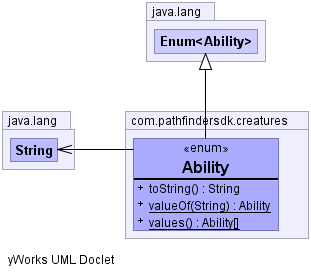 java.lang
Enum<Ability>
java.lang
com.pathfindersdk.creatures
String
«enum»
Ability
+ toString() : String
+ valueOf(String) : Ability
+ values() : Ability[]
yWorks UML Doclet